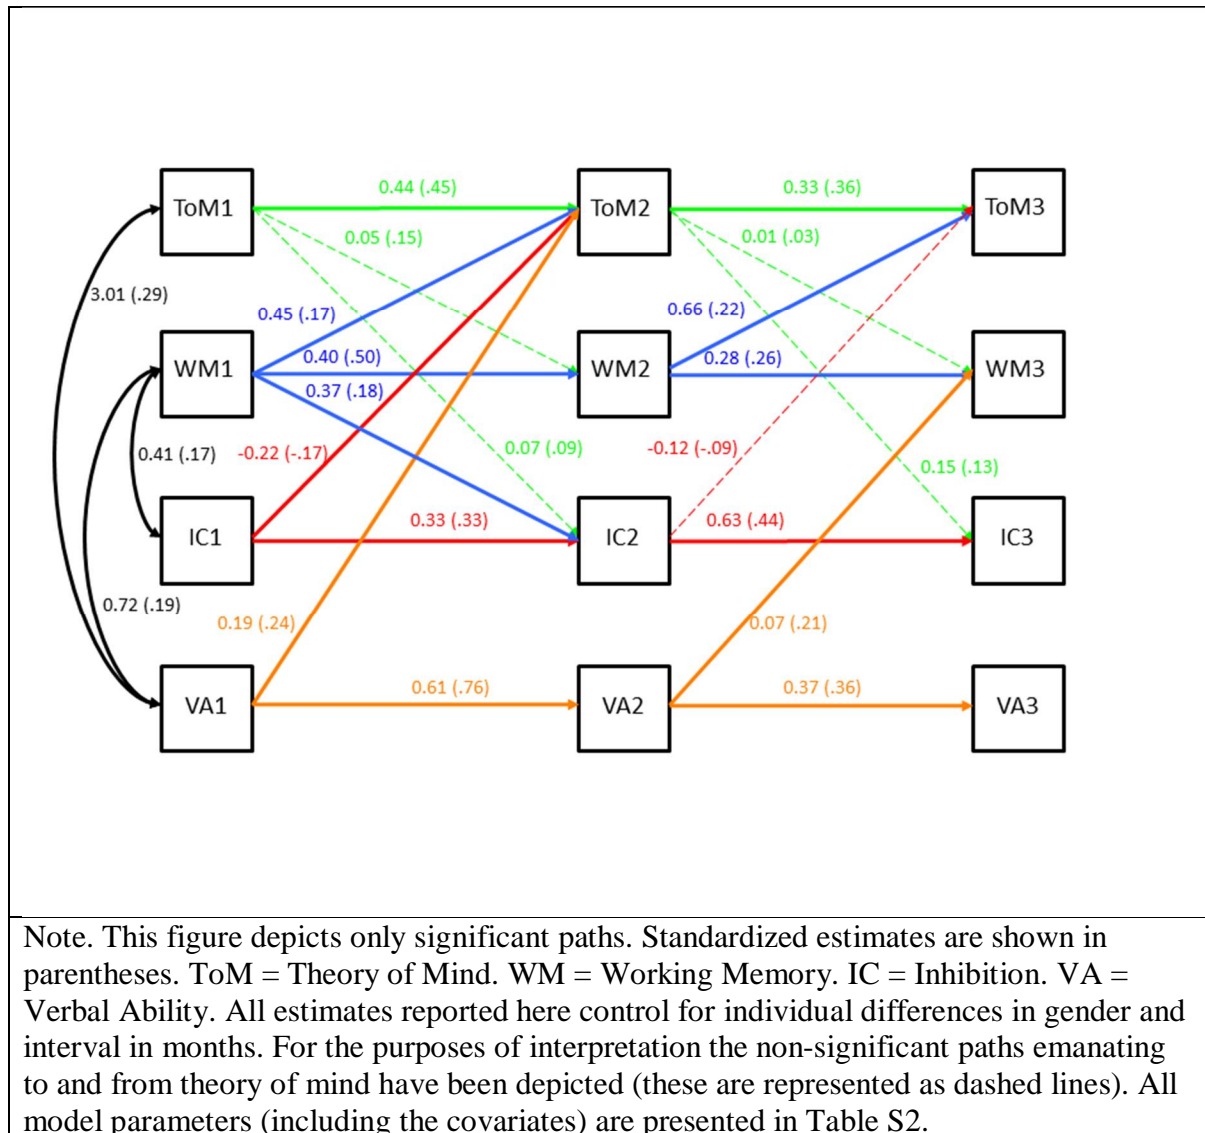 0.44 (.45)
0.33 (.36)
ToM1
ToM2
ToM3
0.05 (.15)
0.01 (.03)
3.01 (.29)
0.45 (.17)
0.66 (.22)
0.40 (.50)
0.28 (.26)
WM1
WM2
WM3
0.37 (.18)
0.41 (.17)
-0.22 (-.17)
0.07 (.09)
-0.12 (-.09)
0.15 (.13)
0.33 (.33)
0.63 (.44)
IC1
IC2
IC3
0.72 (.19)
0.19 (.24)
0.07 (.21)
0.61 (.76)
0.37 (.36)
VA1
VA2
VA3
Note. This figure depicts only significant paths. Standardized estimates are shown in
parentheses. ToM = Theory of Mind. WM = Working Memory. IC = Inhibition. VA =
Verbal Ability. All estimates reported here control for individual differences in gender and
interval in months. For the purposes of interpretation the non-significant paths emanating
to and from theory of mind have been depicted (these are represented as dashed lines). All
model parameters (including the covariates) are presented in Table S2.